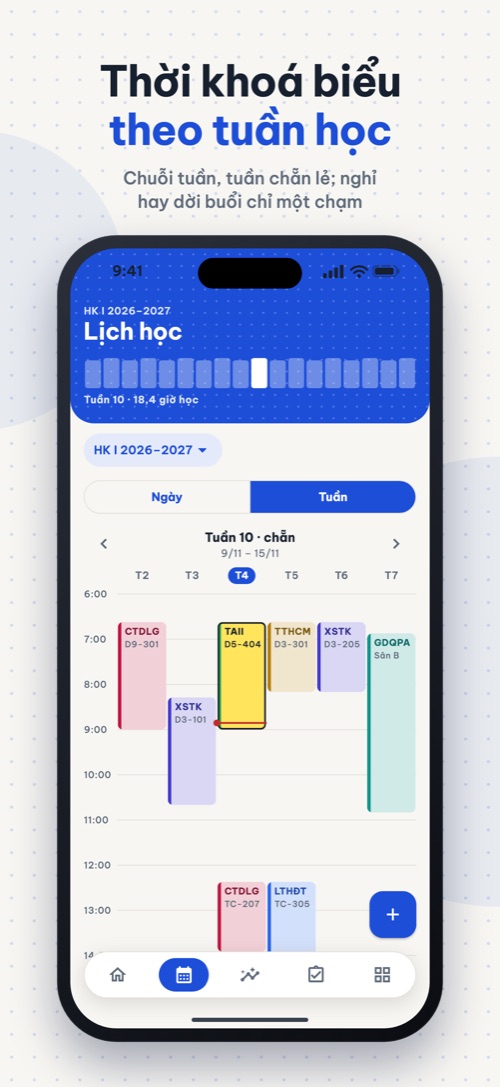 Thời khoá biểu
theo tuần học
Chuỗi tuần, tuần chẵn lẻ; nghỉ
hay dời buổi chỉ một chạm
9:41
HK I 2026–2027
Lịch học
Tuần 10 · 18,4 giờ học
HK I 2026–2027
Ngày
Tuần
Tuần 10 · chẵn
9/11 – 15/11
T2 T3 T4 T5 T6 T7
6:00
7:00
CTDLG
D9-301
TAII
D5-404
TTHCM
D3-301
XSTK
D3-205
GDQPA
Sân B
8:00
XSTK
D3-101
9:00
10:00
11:00
12:00
CTDLG
TC-207
LTHĐT
TC-305
13:00